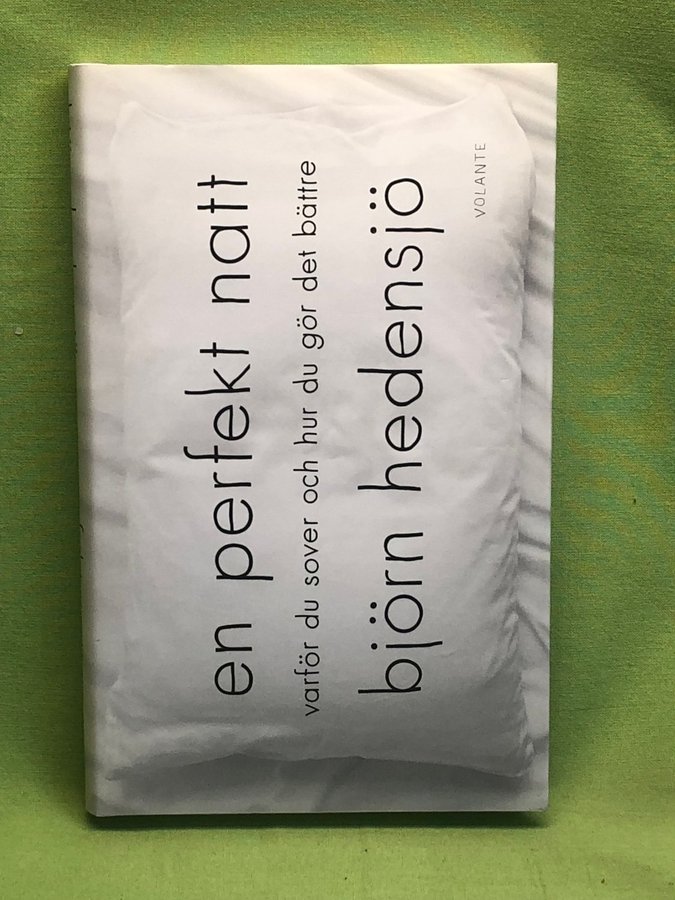 en perfekt natt
varför du sover och hur du gör det bättre
björn hedensjö
VOLANTE